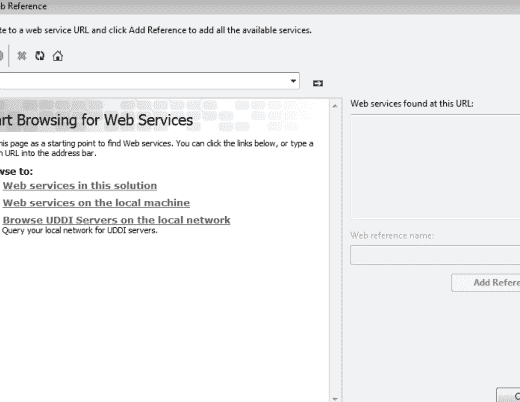 b Reference
te to a web service URL and click Add Reference to add all the available services.
art Browsing for Web Services
his page as a starting point to find Web services. You can click the links below, or type a
n URL into the address bar.
wse to:
Web services in this solution
Web services on the local machine
Browse UDDI Servers on the local network
Query your local network for UDDI servers.
Web services found at this URL:
Web reference name:
Add Refere